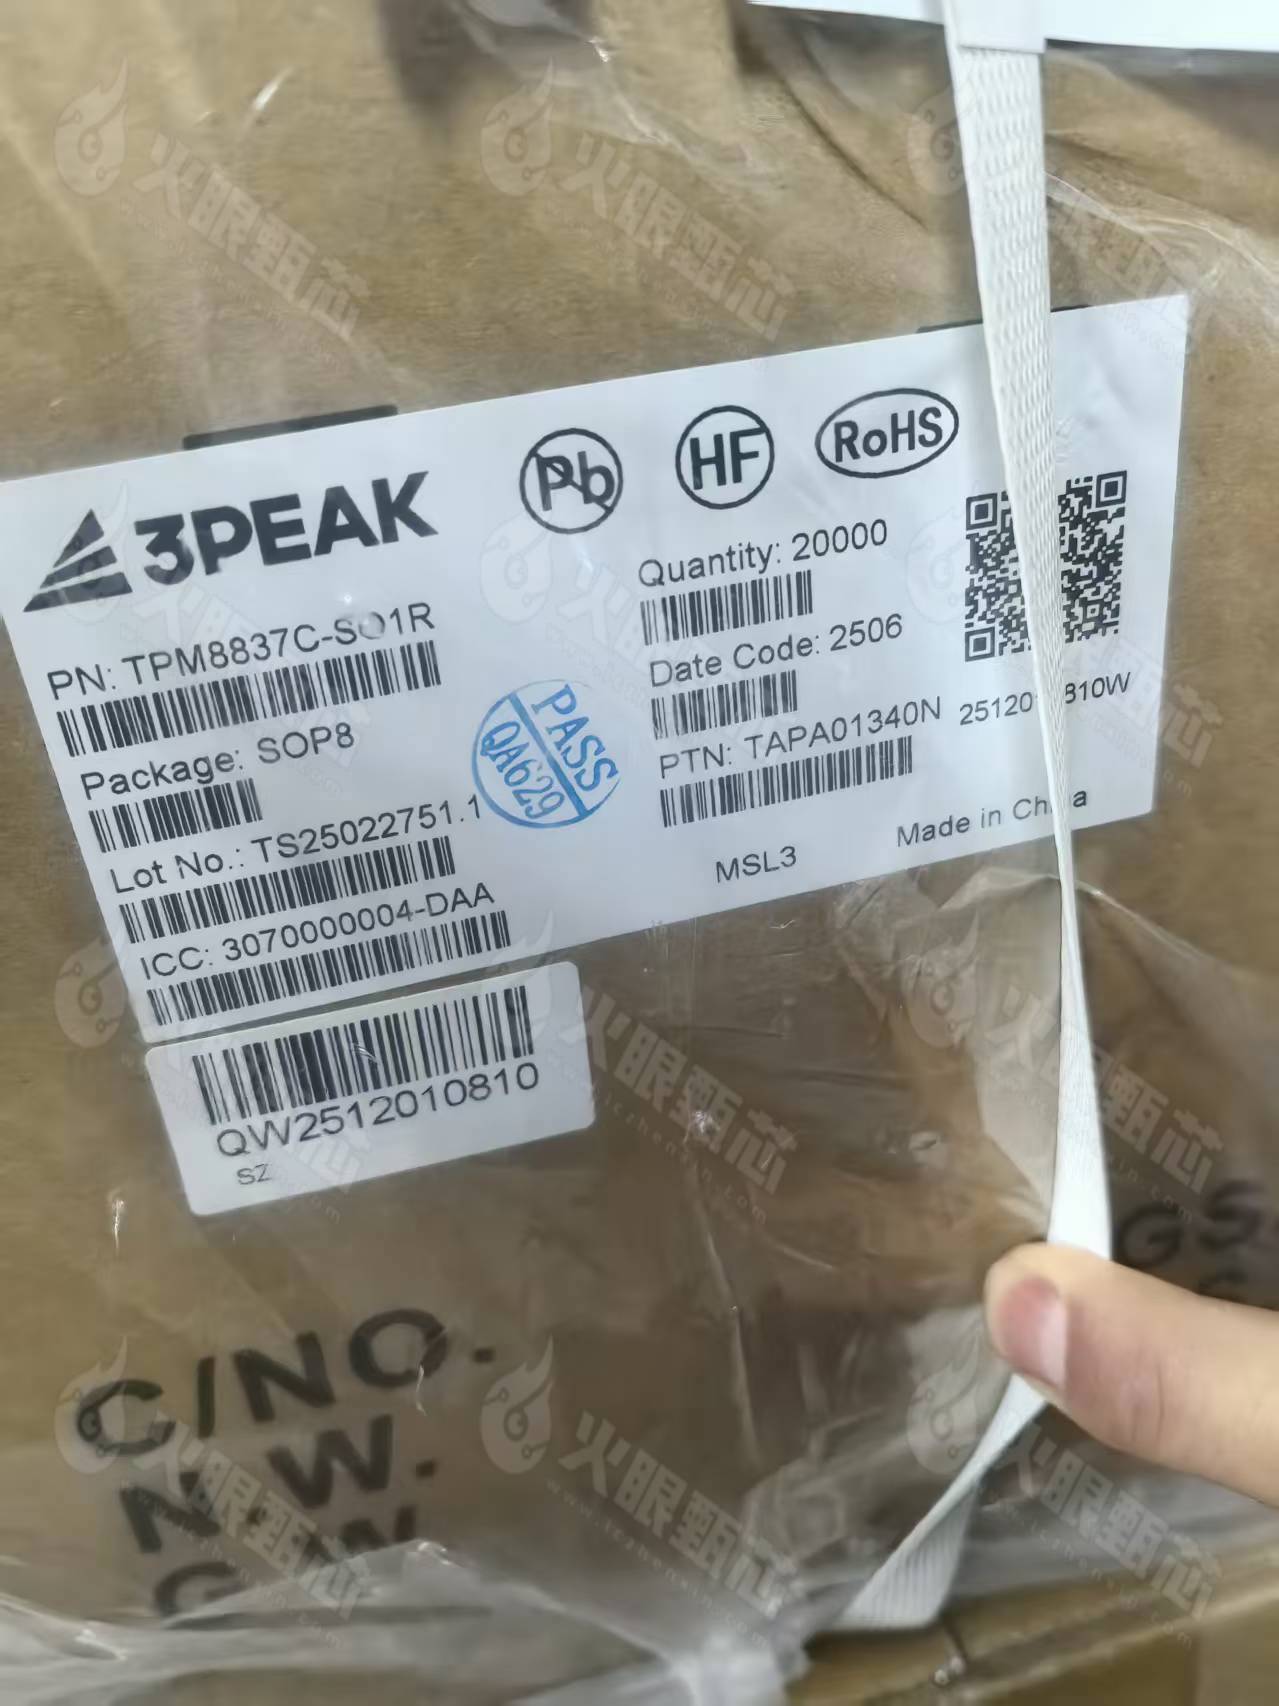 3PEAK
Pb
HF
RoHS
PN: TPM8837C-SO1R
Package: SOP8
Lot No.: TS25022751.1
ICC: 3070000004-DAA
PASS
QA629
Quantity: 20000
Date Code: 2506
PTN: TAPA01340N
MSL3
Made in China
QW2512010810
SZ
C/NO.
N.W.
G.W.
GS
火眼甄芯